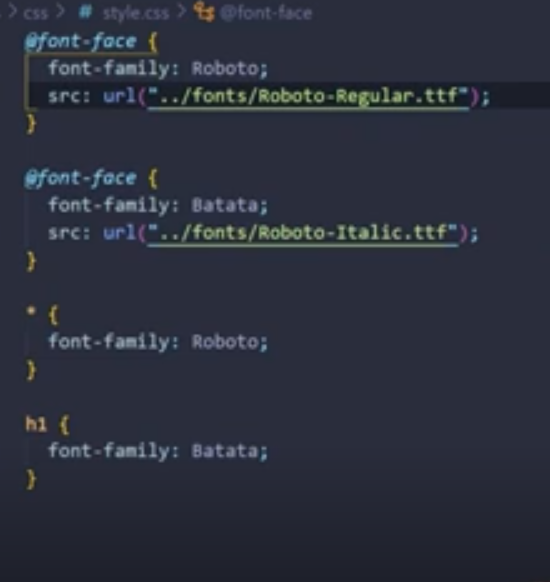 > css > # style.css > @font-face
@font-face {
font-family: Roboto;
src: url("../fonts/Roboto-Regular.ttf");
}
@font-face {
font-family: Batata;
src: url("../fonts/Roboto-Italic.ttf");
}
* {
font-family: Roboto;
}
h1 {
font-family: Batata;
}